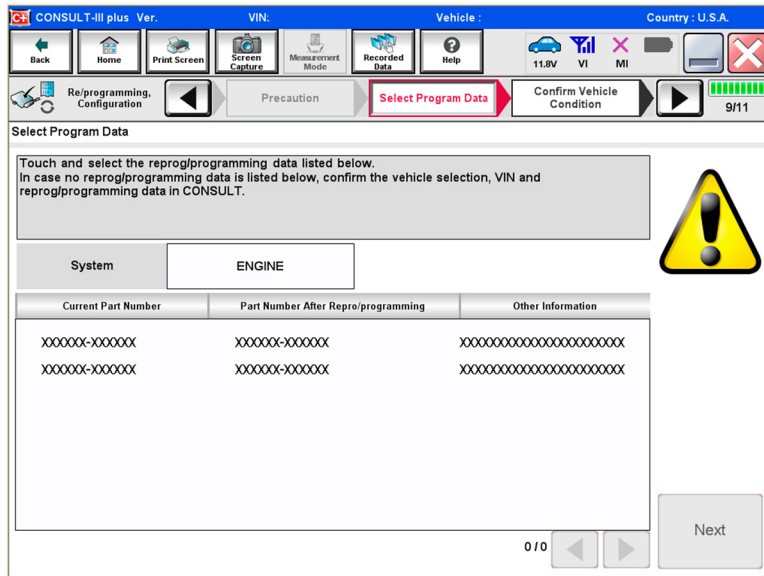 C+ CONSULT-III plus Ver. VIN: Vehicle : Country : U.S.A.
Back Home Print Screen Screen Capture Measurement Mode Recorded Data Help 11.8V VI MI
Re/programming, Configuration Precaution Select Program Data Confirm Vehicle Condition 9/11
Select Program Data
Touch and select the reprog/programming data listed below.
In case no reprog/programming data is listed below, confirm the vehicle selection, VIN and
reprog/programming data in CONSULT.
System ENGINE
Current Part Number Part Number After Repro/programming Other Information
XXXXXX-XXXXXX XXXXXX-XXXXXX XXXXXXXXXXXXXXXXXXXXXX
XXXXXX-XXXXXX XXXXXX-XXXXXX XXXXXXXXXXXXXXXXXXXXXX
0/0
Next